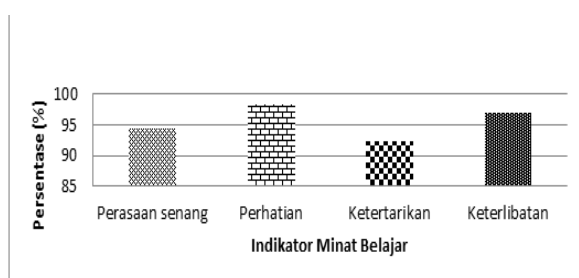 Persentase (%)
100
95
90
85
Perasaan senang
Perhatian
Ketertarikan
Keterlibatan
Indikator Minat Belajar